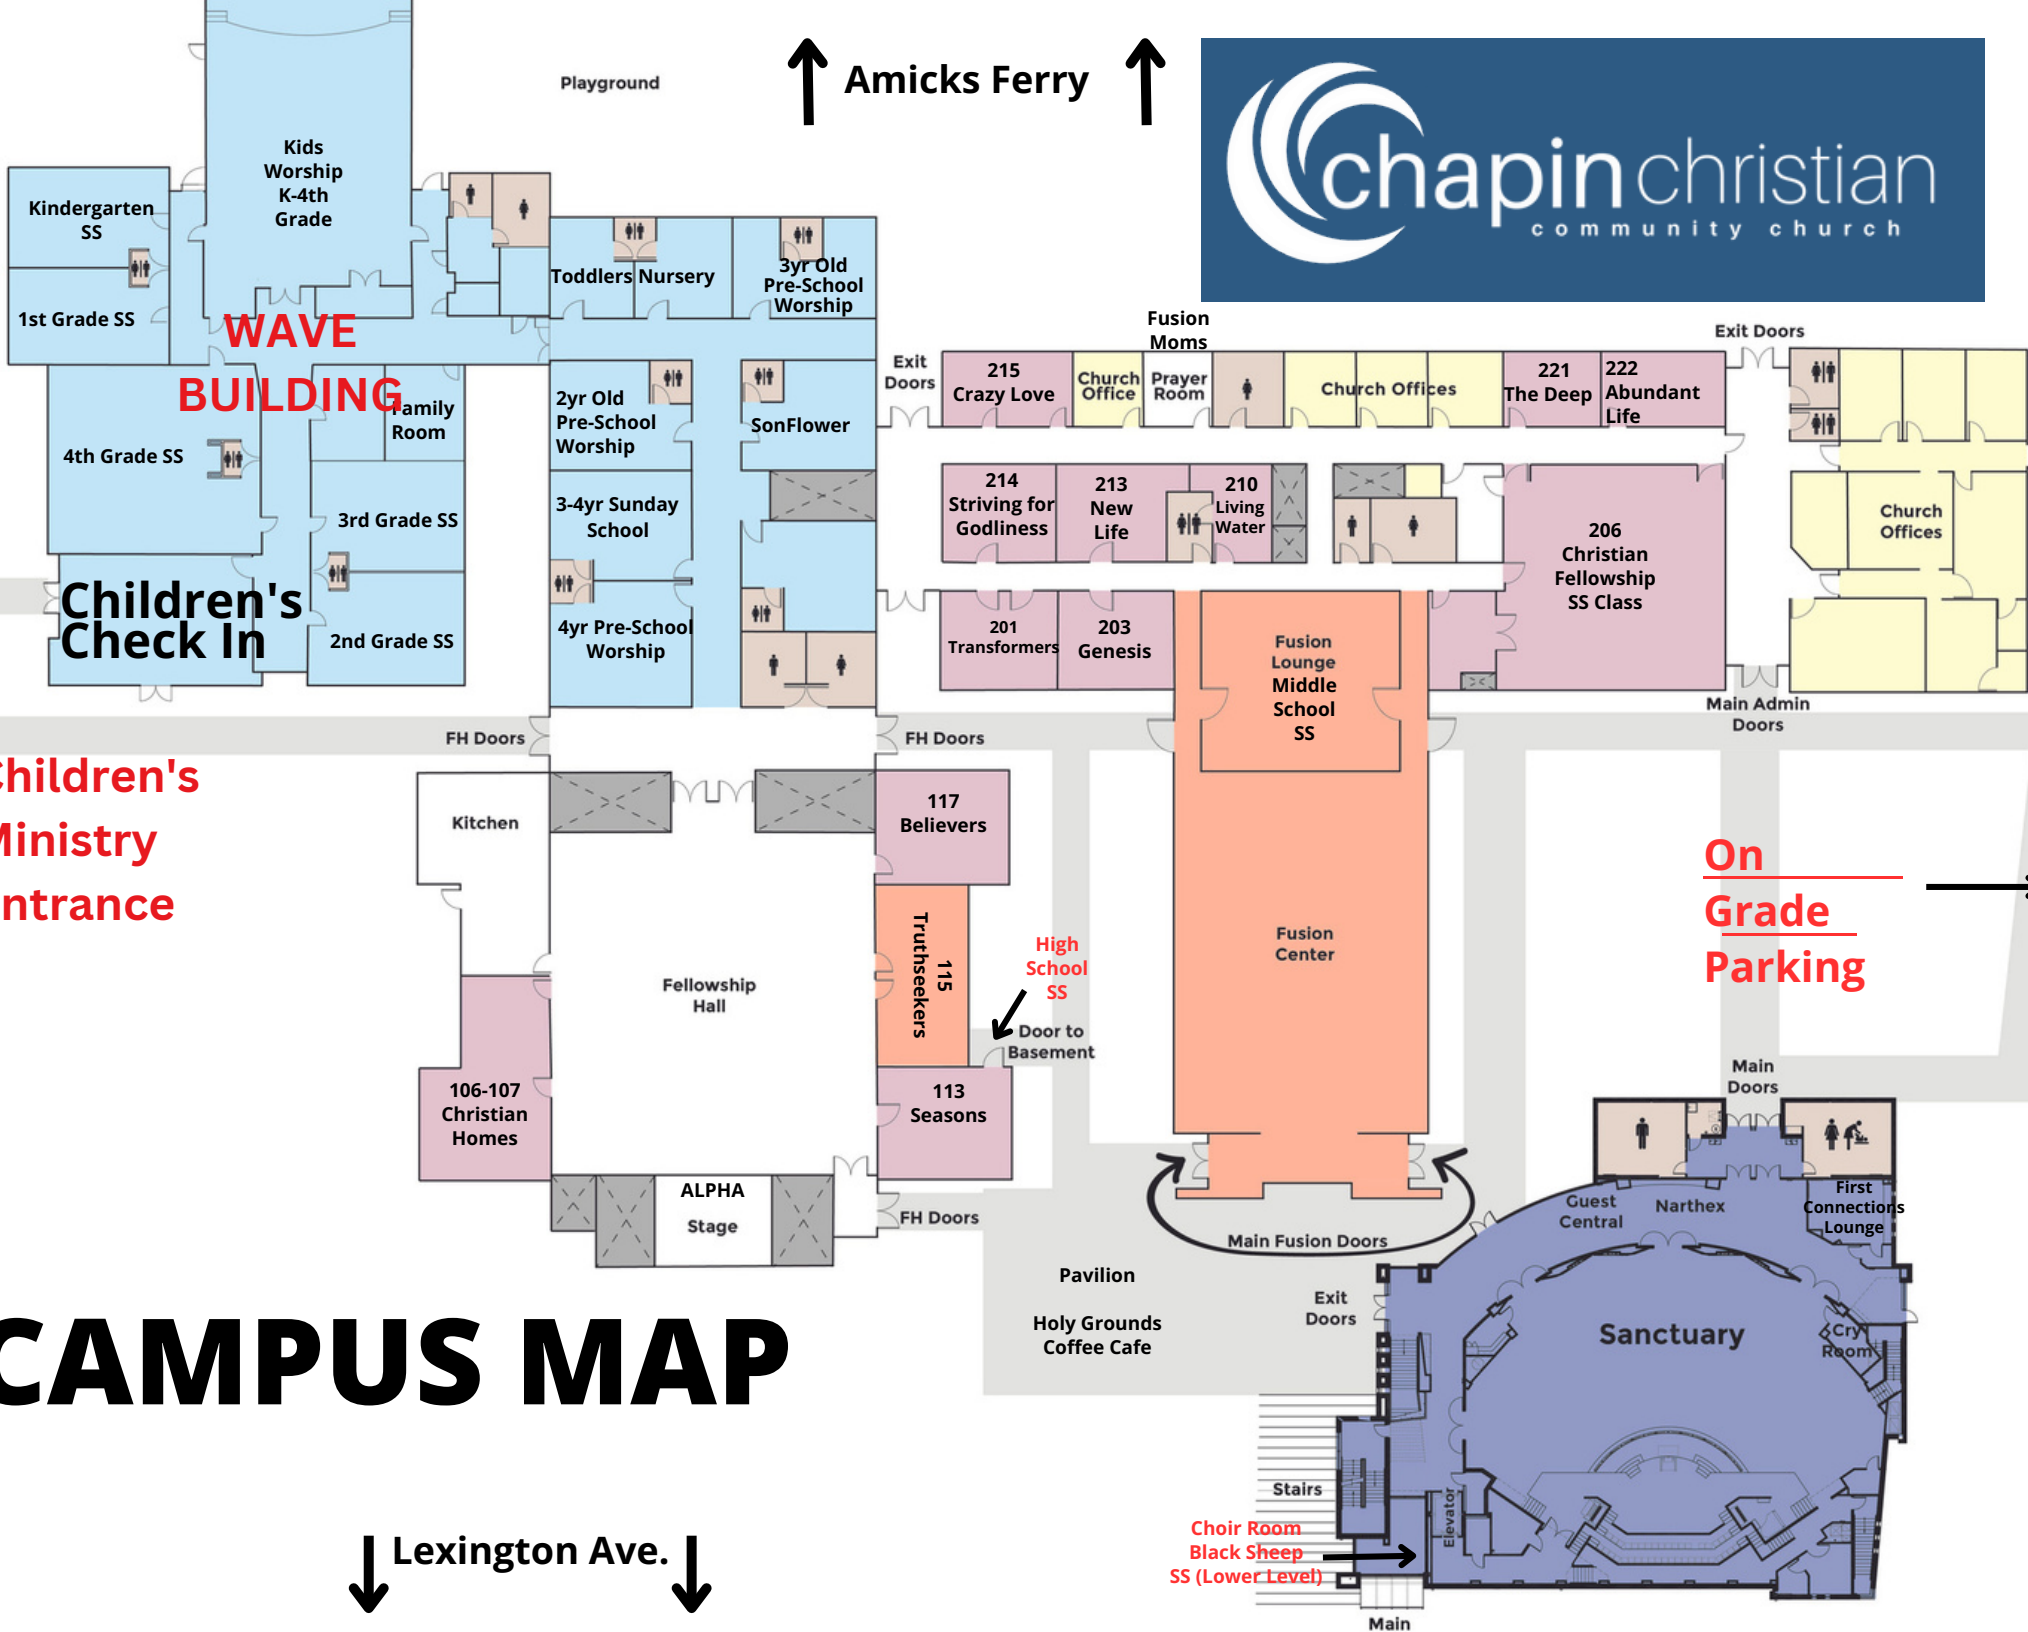 Amicks Ferry
Playground
chapin christian
community church
Kids
Worship
K-4th
Grade
Kindergarten
SS
1st Grade SS
WAVE
BUILDING
Toddlers
Nursery
3yr Old
Pre-School
Worship
Family
Room
4th Grade SS
3rd Grade SS
2nd Grade SS
Children's
Check In
2yr Old
Pre-School
Worship
SonFlower
3-4yr Sunday
School
4yr Pre-School
Worship
Exit
Doors
215
Crazy Love
Church
Office
Fusion
Moms
Prayer
Room
Church Offices
221
The Deep
222
Abundant
Life
Exit Doors
214
Striving for
Godliness
213
New
Life
210
Living
Water
206
Christian
Fellowship
SS Class
Church
Offices
201
Transformers
203
Genesis
Fusion
Lounge
Middle
School
SS
Main Admin
Doors
FH Doors
FH Doors
Children's
Ministry
Entrance
Kitchen
117
Believers
115
Truthseekers
High
School
SS
Door to
Basement
Fellowship
Hall
106-107
Christian
Homes
113
Seasons
ALPHA
Stage
FH Doors
Fusion
Center
On
Grade
Parking
Main
Doors
Main Fusion Doors
Guest
Central
Narthex
First
Connections
Lounge
Pavilion
Holy Grounds
Coffee Cafe
Exit
Doors
Sanctuary
Cry
Room
CAMPUS MAP
Stairs
Elevator
Choir Room
Black Sheep
SS (Lower Level)
Lexington Ave.
Main